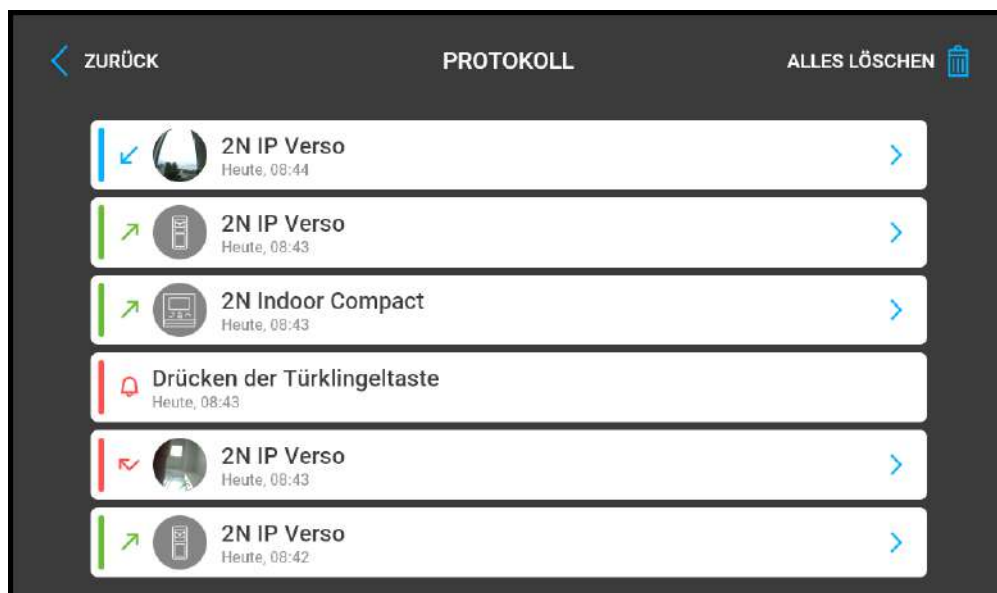 ZURÜCK
PROTOKOLL
ALLES LÖSCHEN
2N IP Verso
Heute, 08:44
2N IP Verso
Heute, 08:43
2N Indoor Compact
Heute, 08:43
Drücken der Türklingeltaste
Heute, 08:43
2N IP Verso
Heute, 08:43
2N IP Verso
Heute, 08:42